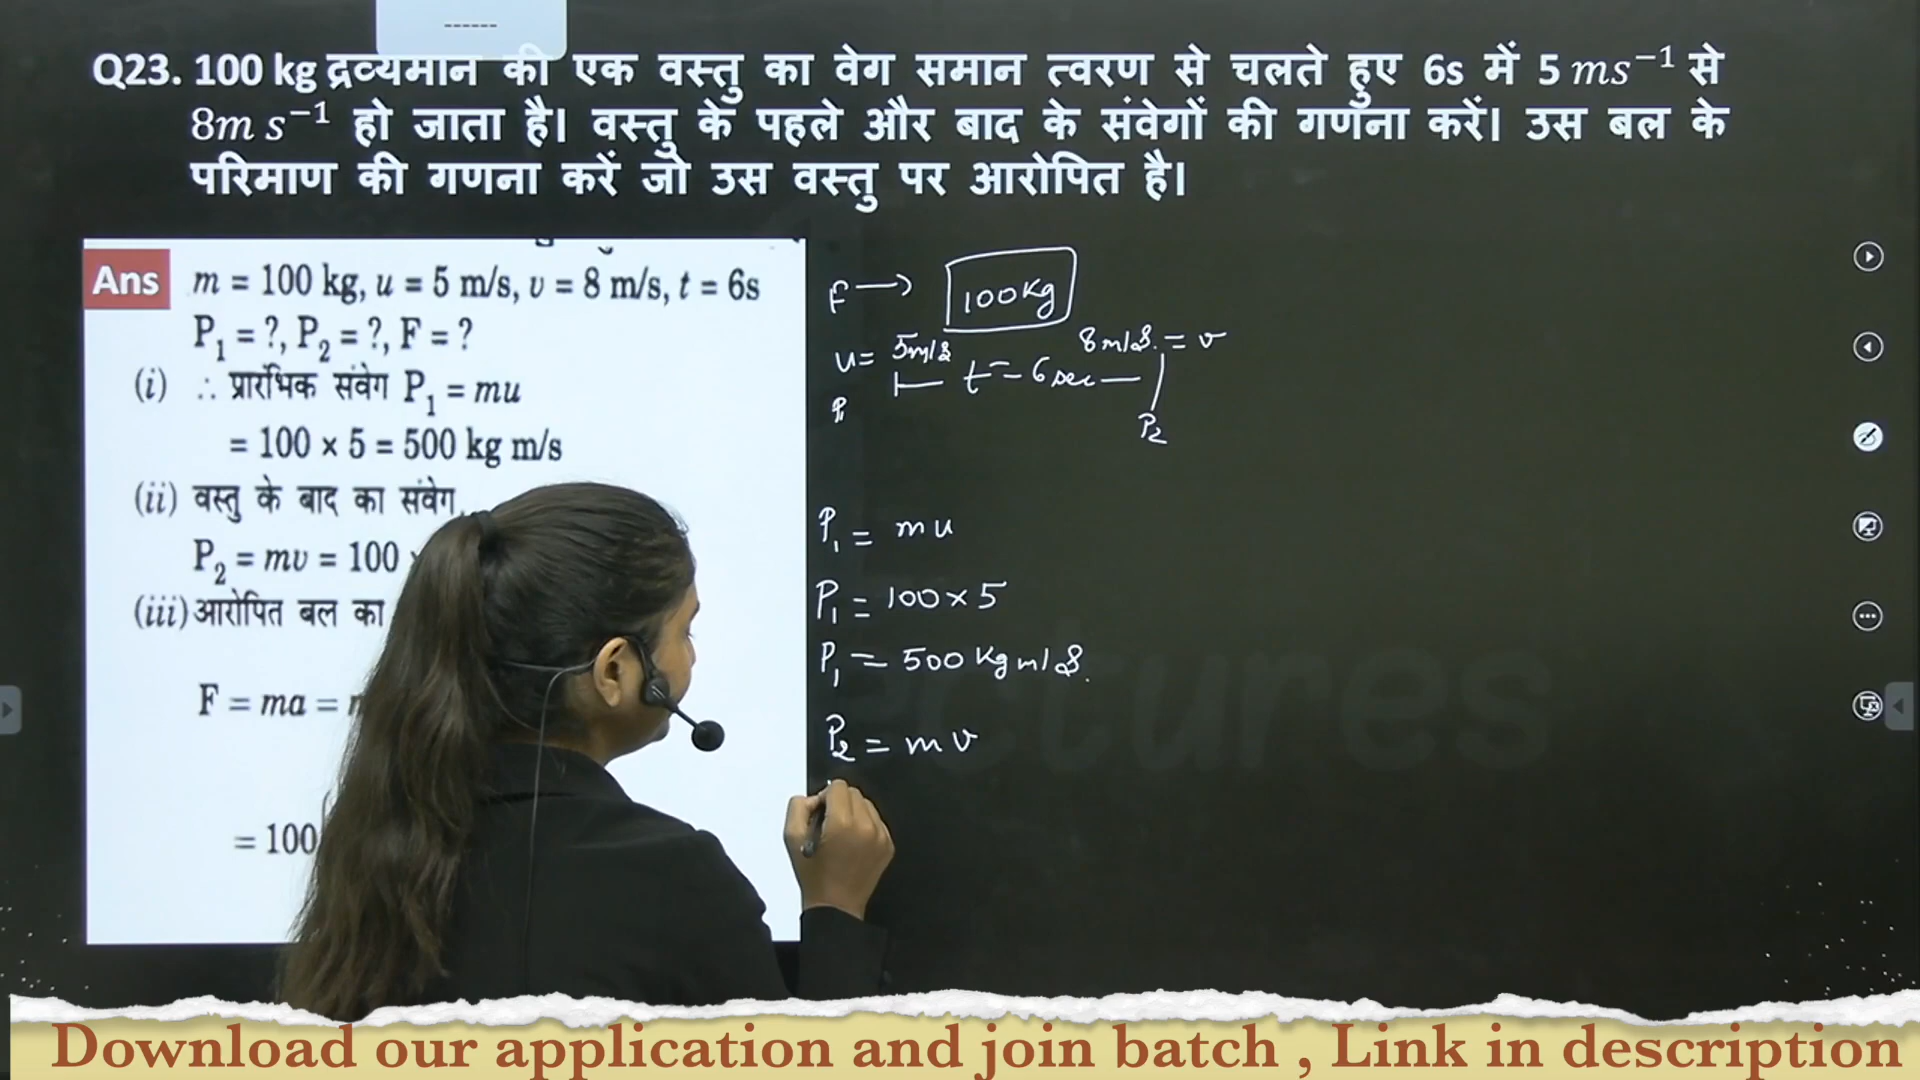 ------
Q23. 100 kg द्रव्यमान की एक वस्तु का वेग समान त्वरण से चलते हुए 6s में 5 ms⁻¹ से
8m s⁻¹ हो जाता है। वस्तु के पहले और बाद के संवेगों की गणना करें। उस बल के
परिमाण की गणना करें जो उस वस्तु पर आरोपित है।
Ans m = 100 kg, u = 5 m/s, v = 8 m/s, t = 6s
P₁ = ?, P₂ = ?, F = ?
(i) ∴ प्रारंभिक संवेग P₁ = mu
= 100 × 5 = 500 kg m/s
(ii) वस्तु के बाद का संवेग
P₂ = mv = 100
(iii) आरोपित बल का
F = ma =
= 100
F → 100Kg
u = 5m/s t = 6 sec 8m/s. = v
P₁ P₂
P₁ = mu
P₁ = 100 × 5
P₁ = 500 Kg m/s.
P₂ = mv
ectures
Download our application and join batch , Link in description